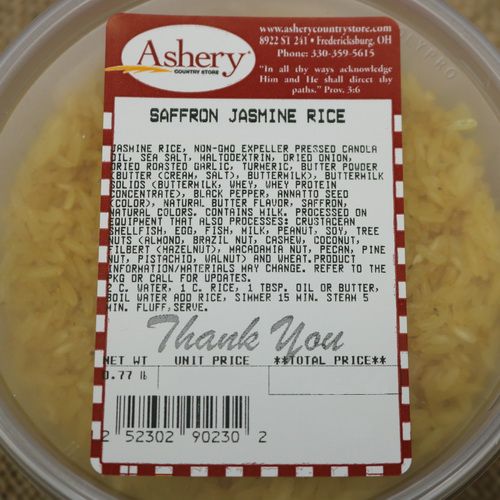 Ashery
COUNTRY STORE
www.asherycountrystore.com
8922 ST 241 • Fredericksburg, OH
Phone: 330-359-5615
"In all thy ways acknowledge
Him and He shall direct thy
paths." Prov. 3:6
SAFFRON JASMINE RICE
JASMINE RICE, NON-GMO EXPELLER PRESSED CANOLA
OIL, SEA SALT, MALTODEXTRIN, DRIED ONION,
DRIED ROASTED GARLIC, TURMERIC, BUTTER POWDER
(BUTTER (CREAM, SALT), BUTTERMILK), BUTTERMILK
SOLIDS (BUTTERMILK, WHEY, WHEY PROTEIN
CONCENTRATE), BLACK PEPPER, ANNATTO SEED
(COLOR), NATURAL BUTTER FLAVOR, SAFFRON,
NATURAL COLORS. CONTAINS MILK. PROCESSED ON
EQUIPMENT THAT ALSO PROCESSES: CRUSTACEAN
SHELLFISH, EGG, FISH, MILK, PEANUT, SOY, TREE
NUTS (ALMOND, BRAZIL NUT, CASHEW, COCONUT,
FILBERT (HAZELNUT), MACADAMIA NUT, PECAN, PINE
NUT, PISTACHIO, WALNUT) AND WHEAT.PRODUCT
INFORMATION/MATERIALS MAY CHANGE. REFER TO THE
PKG OR CALL FOR UPDATES.
2 C. WATER, 1 C. RICE, 1 TBSP. OIL OR BUTTER,
BOIL WATER ADD RICE, SIMMER 15 MIN. STEAM 5
MIN. FLUFF,SERVE.
Thank You
NET WT UNIT PRICE **TOTAL PRICE**
0.77 lb
2 52302 90230 2